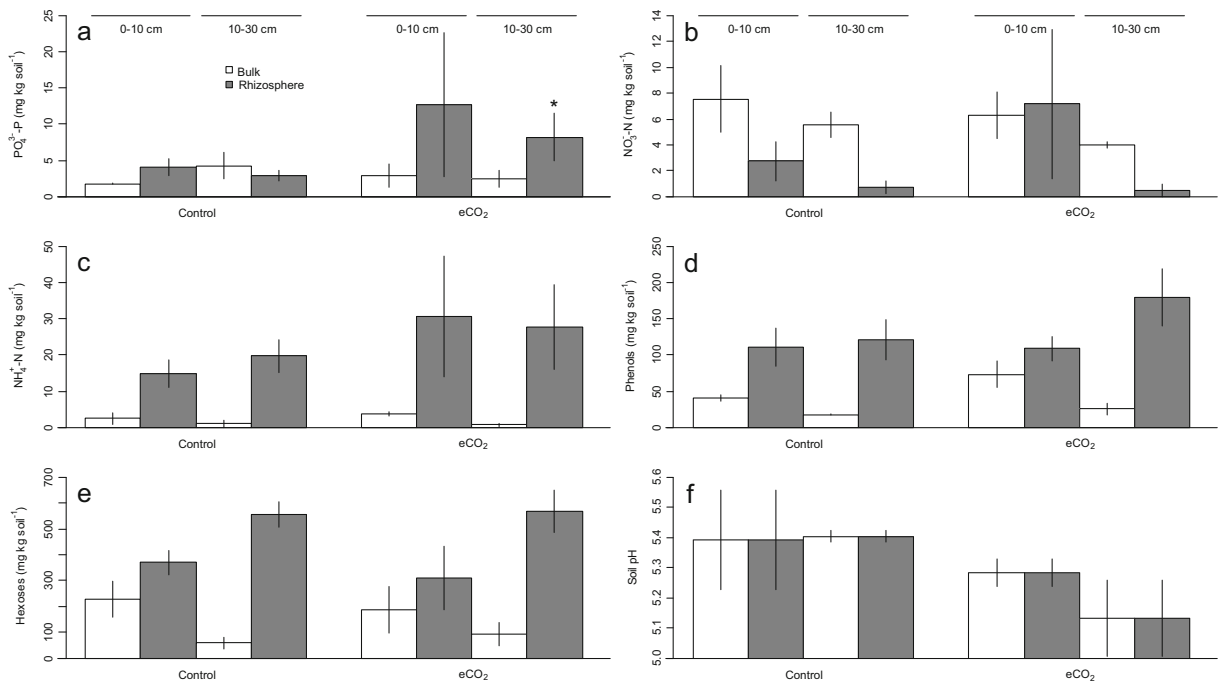 a
0-10 cm
10-30 cm
0-10 cm
10-30 cm
Bulk
Rhizosphere
*
PO₄³⁻-P (mg kg soil⁻¹)
0 5 10 15 20 25
Control
eCO₂
b
0-10 cm
10-30 cm
0-10 cm
10-30 cm
NO₃⁻-N (mg kg soil⁻¹)
0 2 4 6 8 10 12 14
Control
eCO₂
c
NH₄⁺-N (mg kg soil⁻¹)
0 10 20 30 40 50
Control
eCO₂
d
Phenols (mg kg soil⁻¹)
0 50 100 150 200 250
Control
eCO₂
e
Hexoses (mg kg soil⁻¹)
0 100 300 500 700
Control
eCO₂
f
Soil pH
5.0 5.1 5.2 5.3 5.4 5.5 5.6
Control
eCO₂